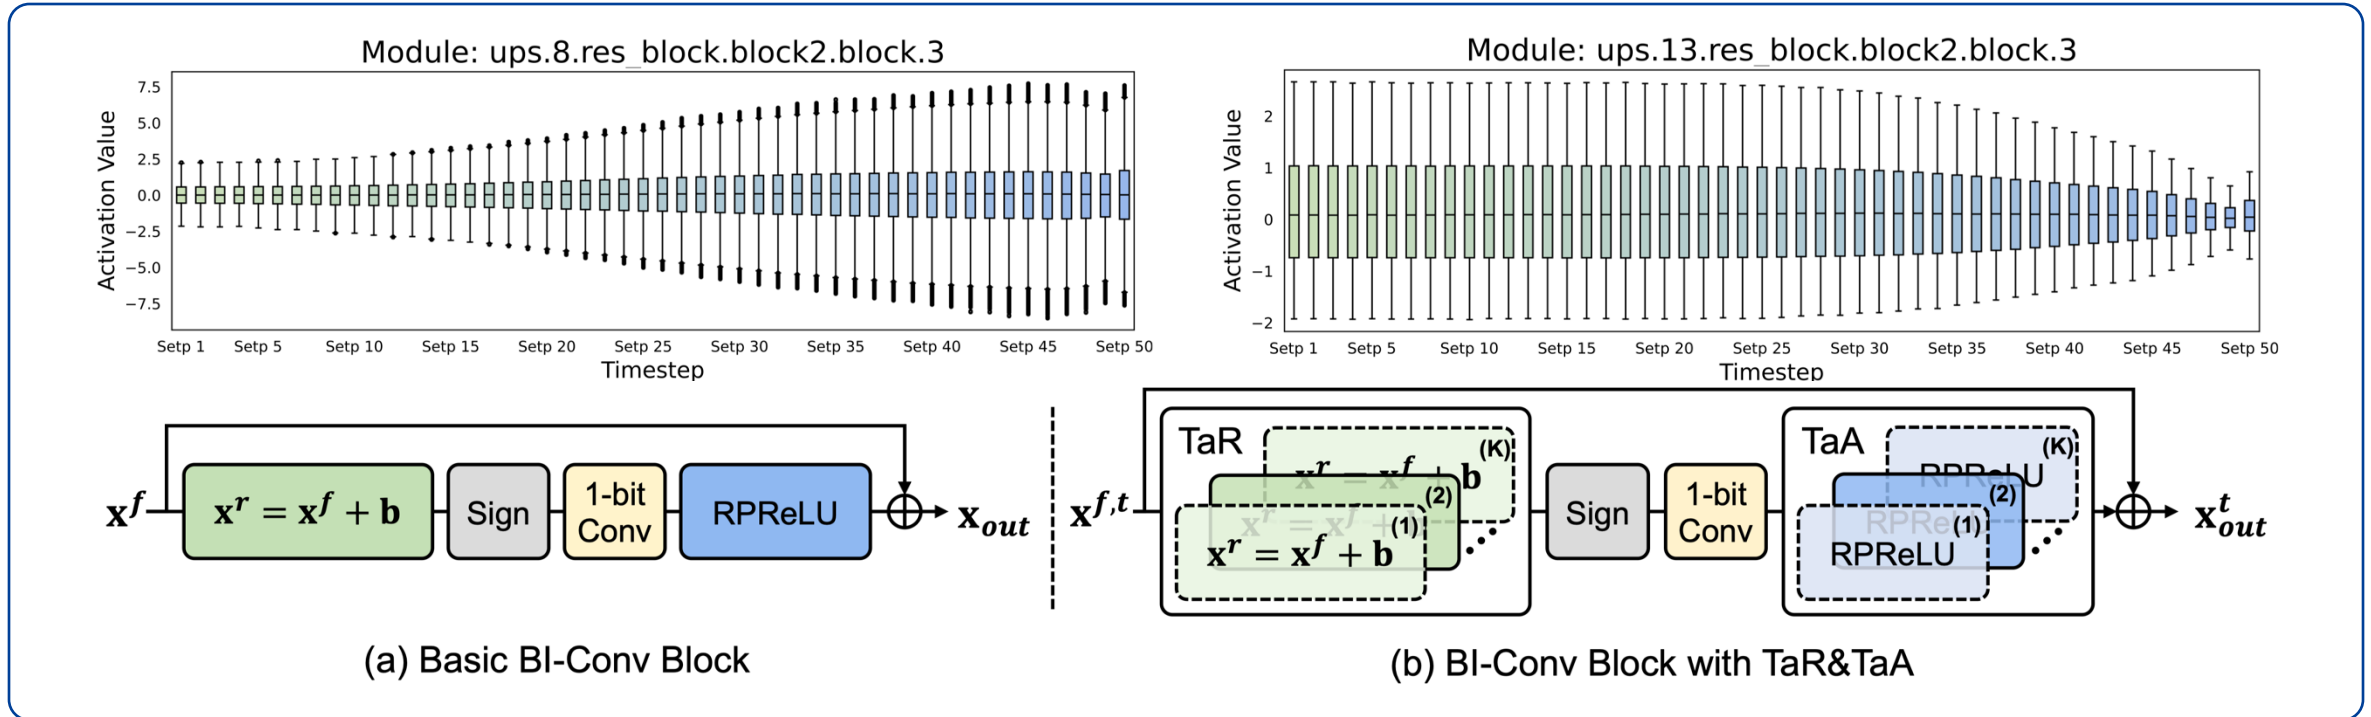 Module: ups.8.res_block.block2.block.3
Activation Value
7.5
5.0
2.5
0.0
−2.5
−5.0
−7.5
Setp 1 Setp 5 Setp 10 Setp 15 Setp 20 Setp 25 Setp 30 Setp 35 Setp 40 Setp 45 Setp 50
Timestep
Module: ups.13.res_block.block2.block.3
Activation Value
2
1
0
−1
−2
Setp 1 Setp 5 Setp 10 Setp 15 Setp 20 Setp 25 Setp 30 Setp 35 Setp 40 Setp 45 Setp 50
Timestep
x^f
x^r = x^f + b
Sign
1-bit
Conv
RPReLU
x_out
(a) Basic BI-Conv Block
x^{f,t}
TaR
(K)
x^r = x^f + b
(2)
x^r = x^f + b
(1)
x^r = x^f + b
Sign
1-bit
Conv
TaA
(K)
RPReLU
(2)
RPReLU
(1)
RPReLU
x^t_out
(b) BI-Conv Block with TaR&TaA